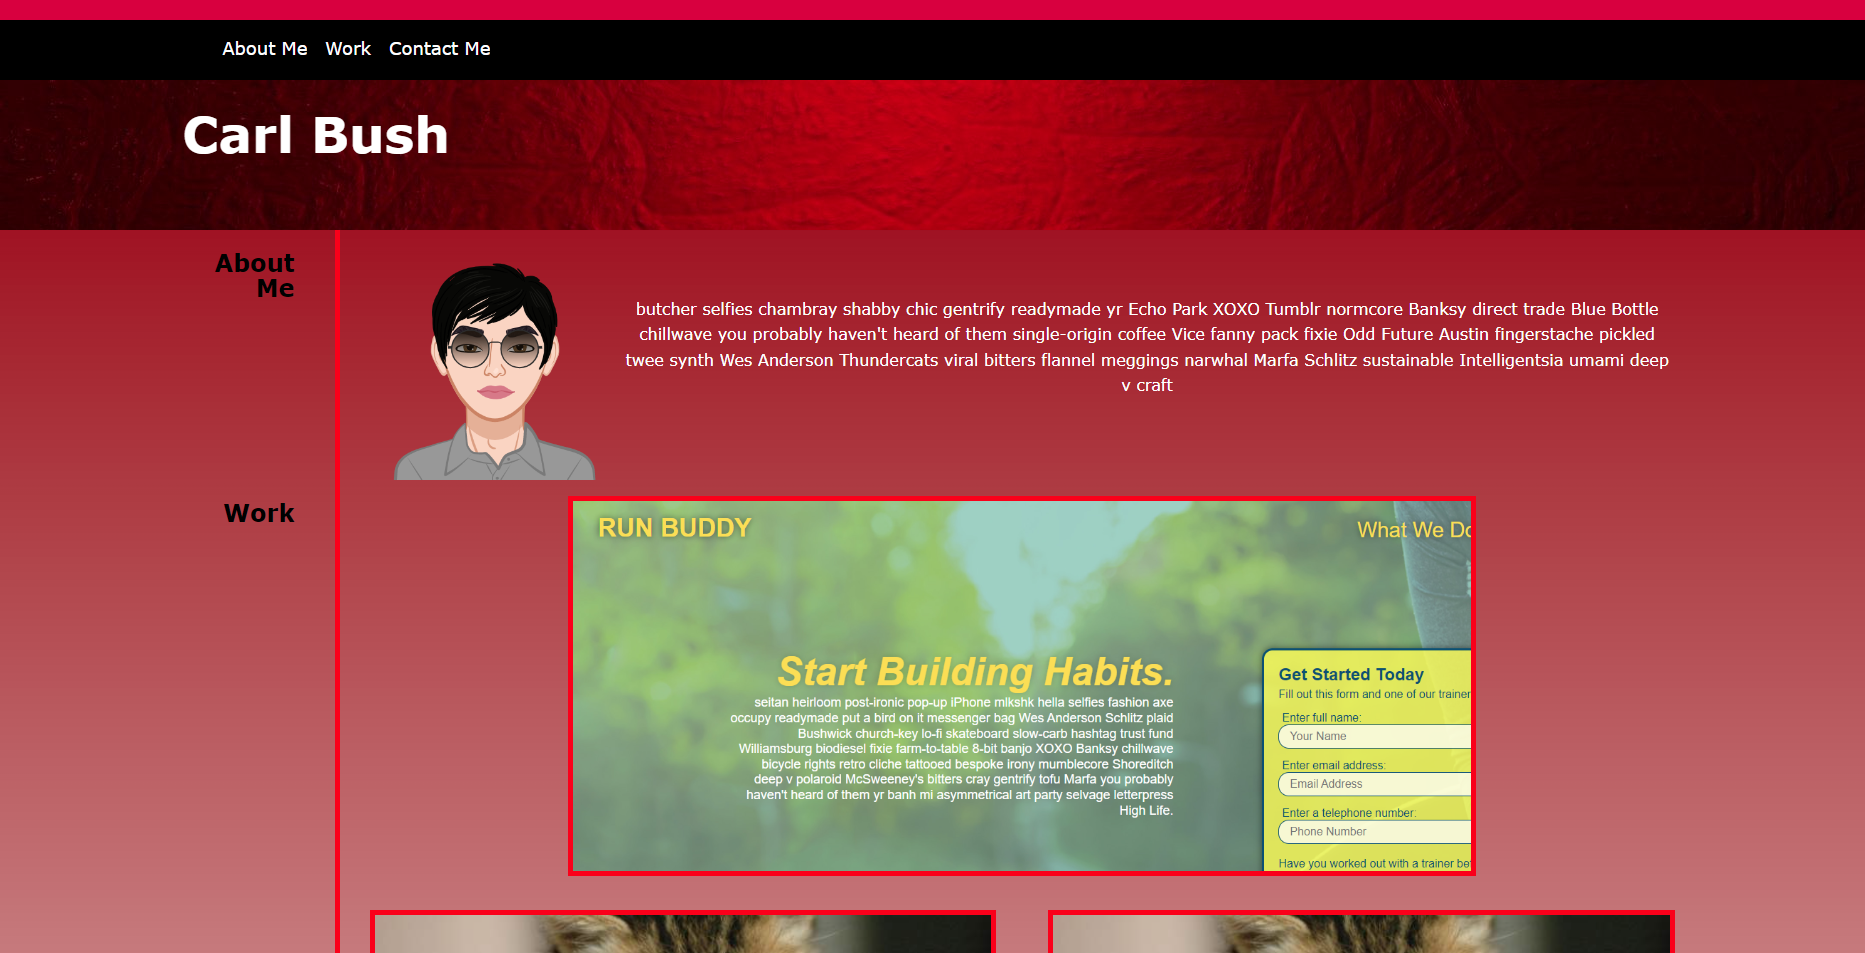 About Me Work Contact Me
Carl Bush
About
Me
butcher selfies chambray shabby chic gentrify readymade yr Echo Park XOXO Tumblr normcore Banksy direct trade Blue Bottle
chillwave you probably haven't heard of them single-origin coffee Vice fanny pack fixie Odd Future Austin fingerstache pickled
twee synth Wes Anderson Thundercats viral bitters flannel meggings narwhal Marfa Schlitz sustainable Intelligentsia umami deep
v craft
Work
RUN BUDDY
What We Do
Start Building Habits.
seitan heirloom post-ironic pop-up iPhone mlkshk hella selfies fashion axe
occupy readymade put a bird on it messenger bag Wes Anderson Schlitz plaid
Bushwick church-key lo-fi skateboard slow-carb hashtag trust fund
Williamsburg biodiesel fixie farm-to-table 8-bit banjo XOXO Banksy chillwave
bicycle rights retro cliche tattooed bespoke irony mumblecore Shoreditch
deep v polaroid McSweeney's bitters cray gentrify tofu Marfa you probably
haven't heard of them yr banh mi asymmetrical art party selvage letterpress
High Life.
Get Started Today
Fill out this form and one of our trainer
Enter full name:
Your Name
Enter email address:
Email Address
Enter a telephone number:
Phone Number
Have you worked out with a trainer bef